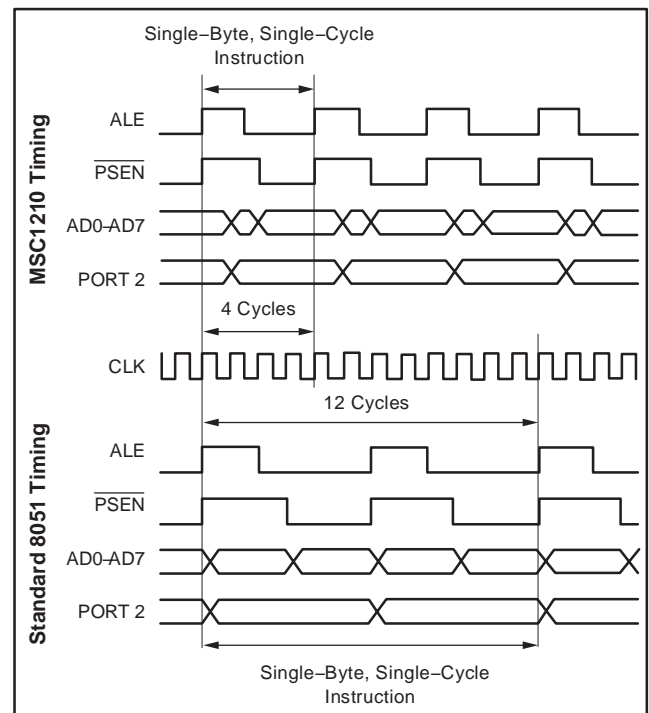 Single–Byte, Single–Cycle
Instruction
MSC1210 Timing
ALE
PSEN
AD0-AD7
PORT 2
4 Cycles
CLK
12 Cycles
Standard 8051 Timing
ALE
PSEN
AD0-AD7
PORT 2
Single–Byte, Single–Cycle
Instruction